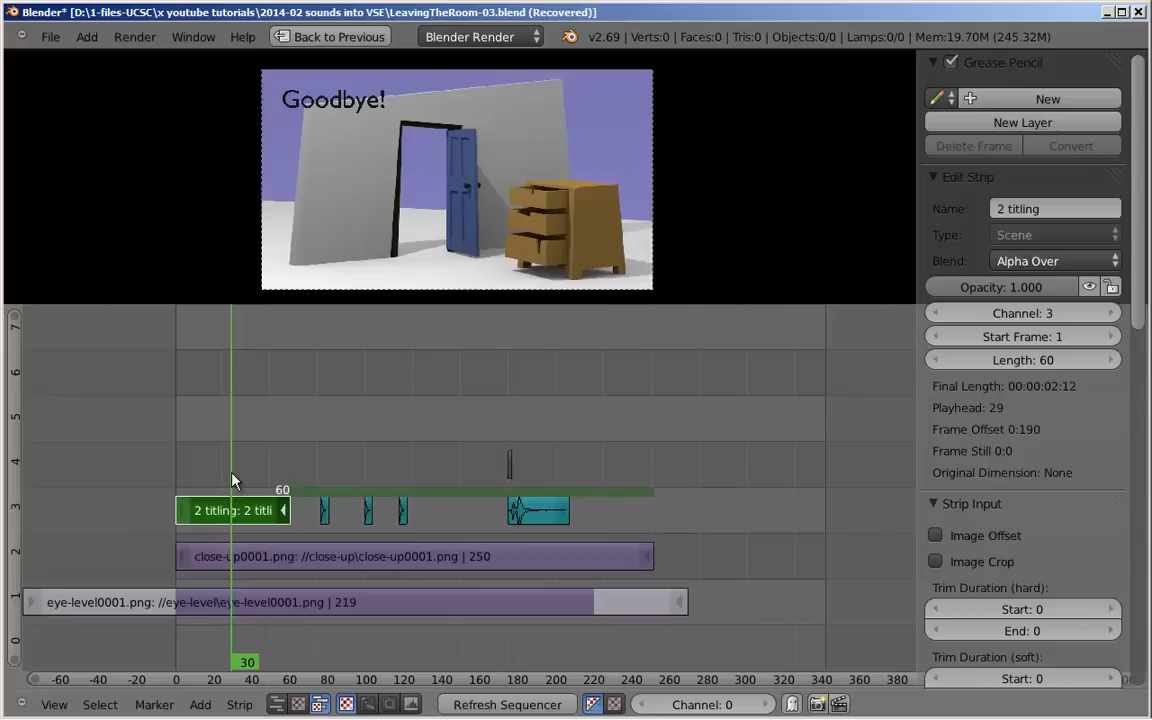 Blender* [D:\1-files-UCSC\x youtube tutorials\2014-02 sounds into VSE\LeavingTheRoom-03.blend (Recovered)]
File Add Render Window Help Back to Previous Blender Render v2.69 | Verts:0 | Faces:0 | Tris:0 | Objects:0/0 | Lamps:0/0 | Mem:19.70M (245.32M)
Goodbye!
Grease Pencil
New
New Layer
Delete Frame Convert
Edit Strip
Name: 2 titling
Type: Scene
Blend: Alpha Over
Opacity: 1.000
Channel: 3
Start Frame: 1
Length: 60
Final Length: 00:00:02:12
Playhead: 29
Frame Offset 0:190
Frame Still 0:0
Original Dimension: None
Strip Input
Image Offset
Image Crop
Trim Duration (hard):
Start: 0
End: 0
Trim Duration (soft):
Start: 0
7
6
5
4
60
3 2 titling: 2 titli
2 close-up0001.png: //close-up\close-up0001.png | 250
1 eye-level0001.png: //eye-level\eye-level0001.png | 219
0
30
-60 -40 -20 0 20 40 60 80 100 120 140 160 180 200 220 240 260 280 300 320 340 360 380
View Select Marker Add Strip Refresh Sequencer Channel: 0